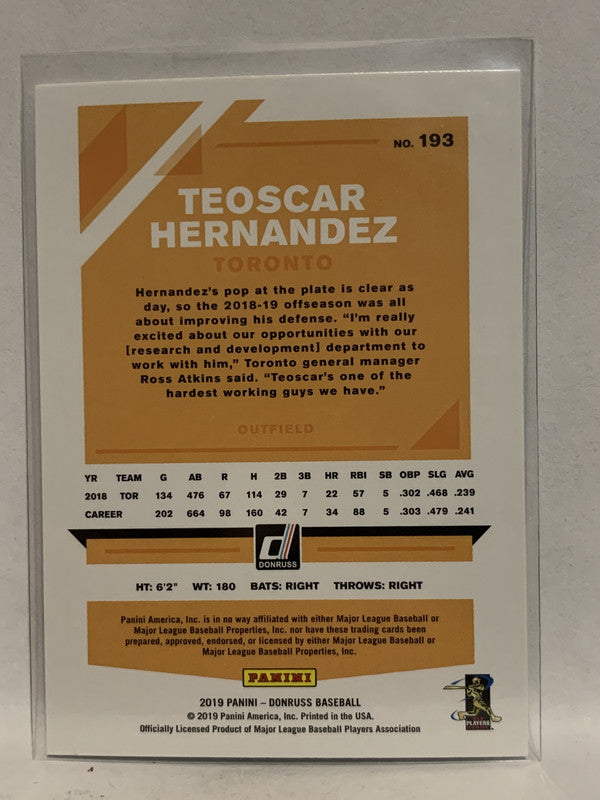 NO. 193
TEOSCAR
HERNANDEZ
TORONTO
Hernandez's pop at the plate is clear as
day, so the 2018-19 offseason was all
about improving his defense. "I'm really
excited about our opportunities with our
[research and development] department to
work with him," Toronto general manager
Ross Atkins said. "Teoscar's one of the
hardest working guys we have."
OUTFIELD
YR TEAM G AB R H 2B 3B HR RBI SB OBP SLG AVG
2018 TOR 134 476 67 114 29 7 22 57 5 .302 .468 .239
CAREER 202 664 98 160 42 7 34 88 5 .303 .479 .241
d
DONRUSS
HT: 6'2" WT: 180 BATS: RIGHT THROWS: RIGHT
Panini America, Inc. is in no way affiliated with either Major League Baseball or
Major League Baseball Properties, Inc. nor have these trading cards been
prepared, approved, endorsed, or licensed by either Major League Baseball or
Major League Baseball Properties, Inc.
PANINI
2019 PANINI – DONRUSS BASEBALL
© 2019 Panini America, Inc. Printed in the USA.
Officially Licensed Product of Major League Baseball Players Association
PLAYERS